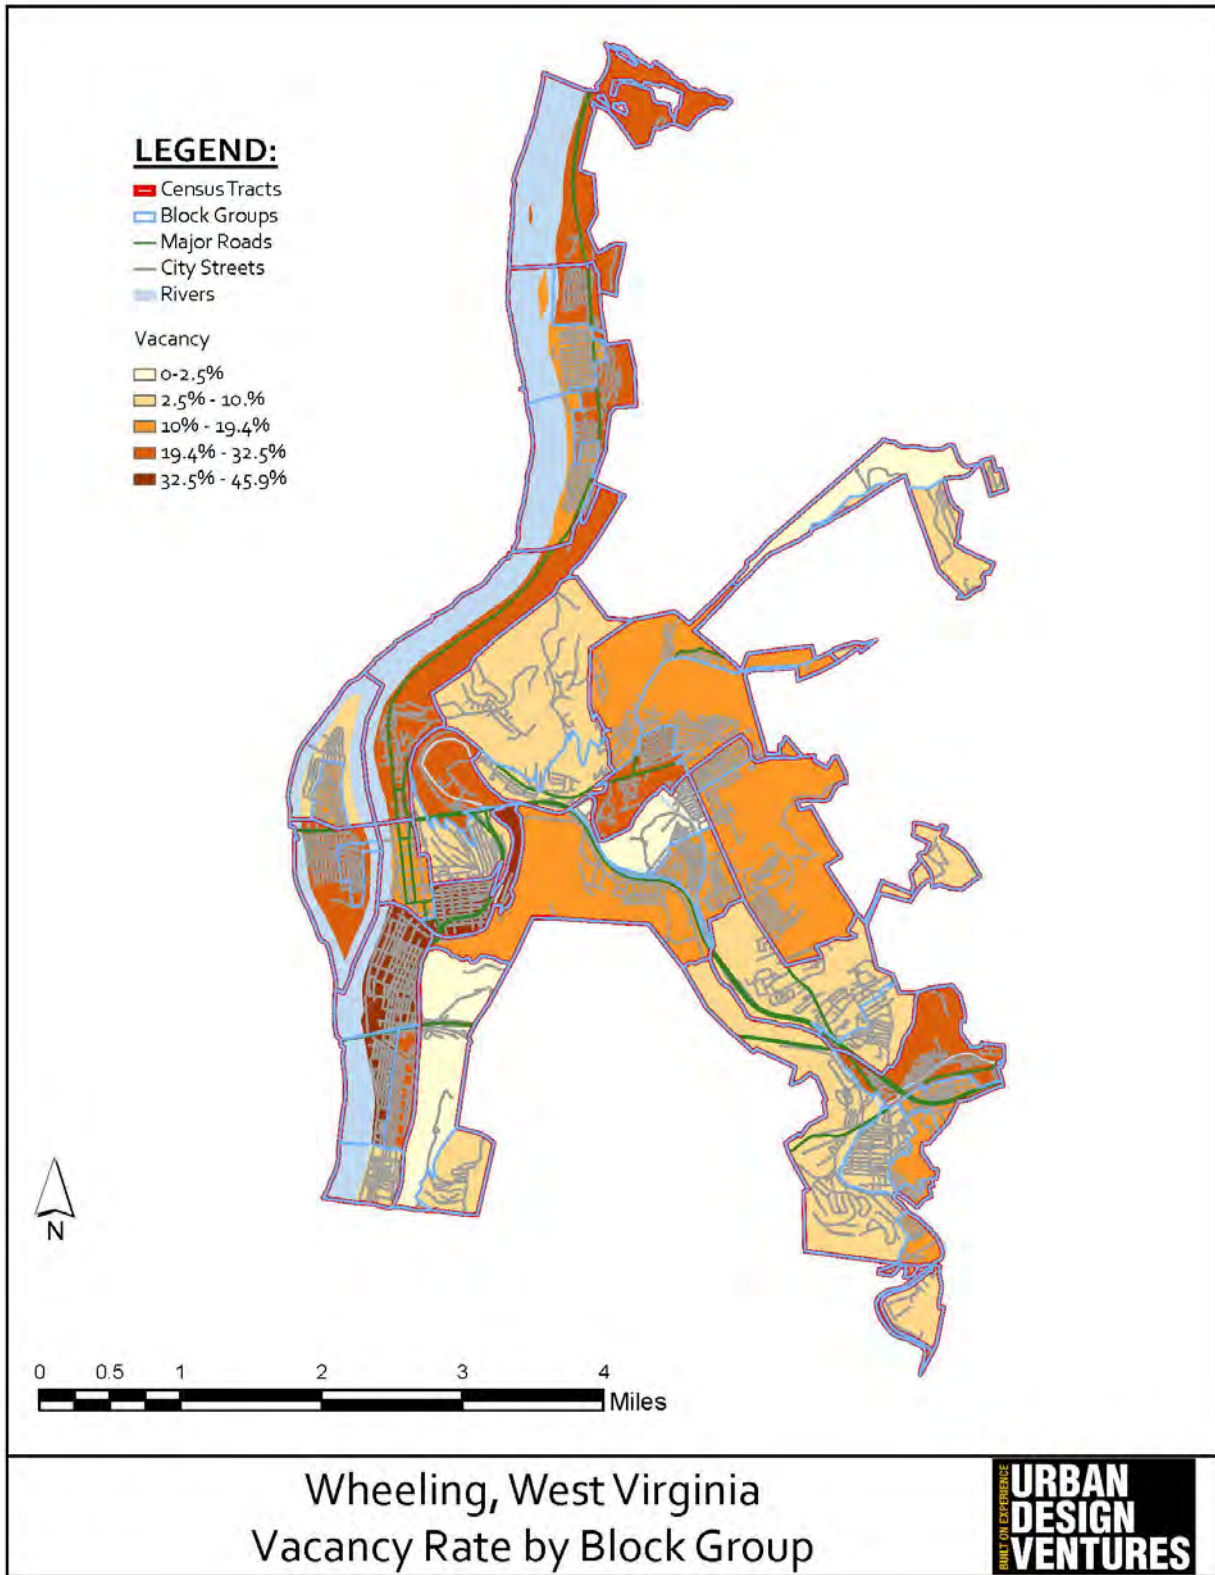 LEGEND:
Census Tracts
Block Groups
Major Roads
City Streets
Rivers
Vacancy
0-2.5%
2.5% - 10.%
10% - 19.4%
19.4% - 32.5%
32.5% - 45.9%
N
0 0.5 1 2 3 4
Miles
Wheeling, West Virginia
Vacancy Rate by Block Group
BUILT ON EXPERIENCE
URBAN
DESIGN
VENTURES